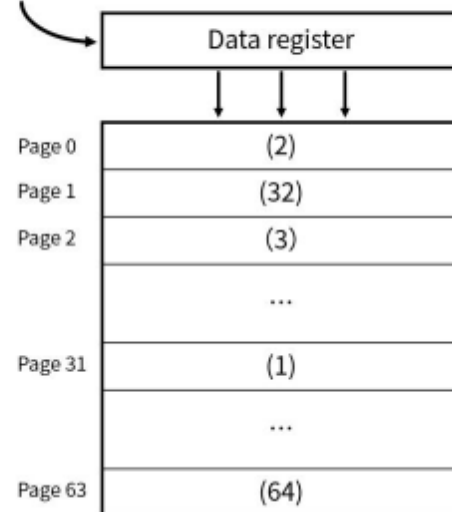 Data register
Page 0 (2)
Page 1 (32)
Page 2 (3)
...
Page 31 (1)
...
Page 63 (64)